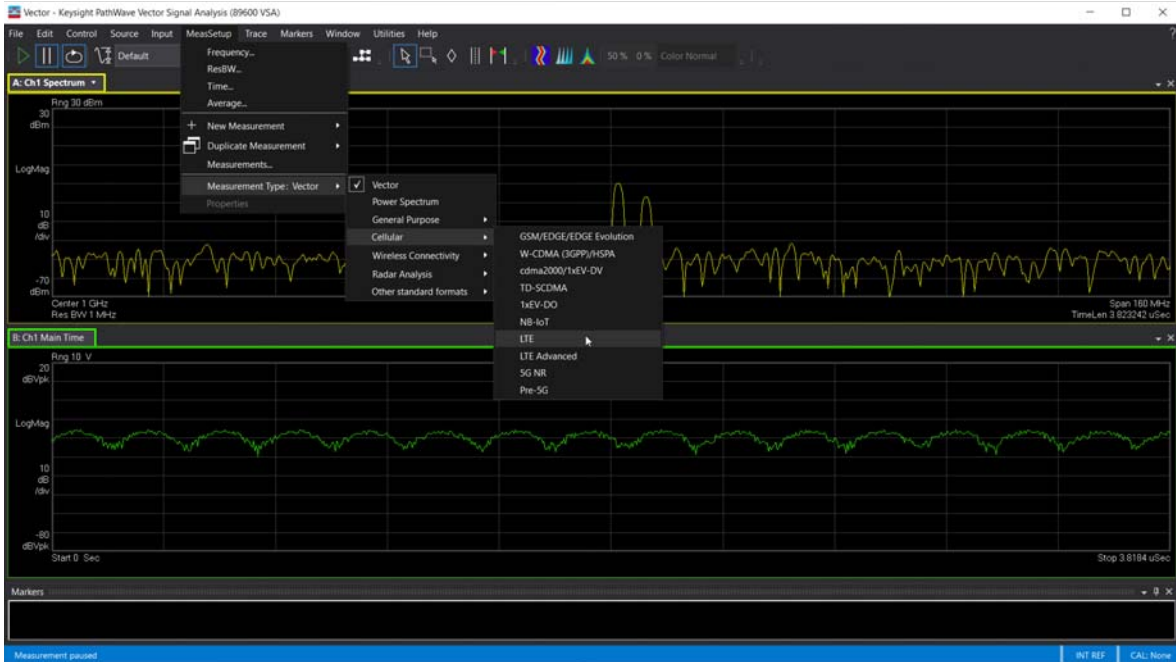 Vector - Keysight PathWave Vector Signal Analysis (89600 VSA)
File Edit Control Source Input MeasSetup Trace Markers Window Utilities Help
Default
50 % 0 % Color Normal
Frequency...
ResBW...
Time...
Average...
New Measurement
Duplicate Measurement
Measurements...
Measurement Type: Vector
Properties
Vector
Power Spectrum
General Purpose
Cellular
Wireless Connectivity
Radar Analysis
Other standard formats
GSM/EDGE/EDGE Evolution
W-CDMA (3GPP)/HSPA
cdma2000/1xEV-DV
TD-SCDMA
1xEV-DO
NB-IoT
LTE
LTE Advanced
5G NR
Pre-5G
A: Ch1 Spectrum
Rng 30 dBm
30
dBm
LogMag
10
dB
/div
-70
dBm
Center 1 GHz
Span 160 MHz
Res BW 1 MHz
TimeLen 3.823242 uSec
B: Ch1 Main Time
Rng 10 V
20
dBVpk
LogMag
10
dB
/div
-80
dBVpk
Start 0 Sec
Stop 3.8184 uSec
Markers
Measurement paused
INT REF
CAL: None